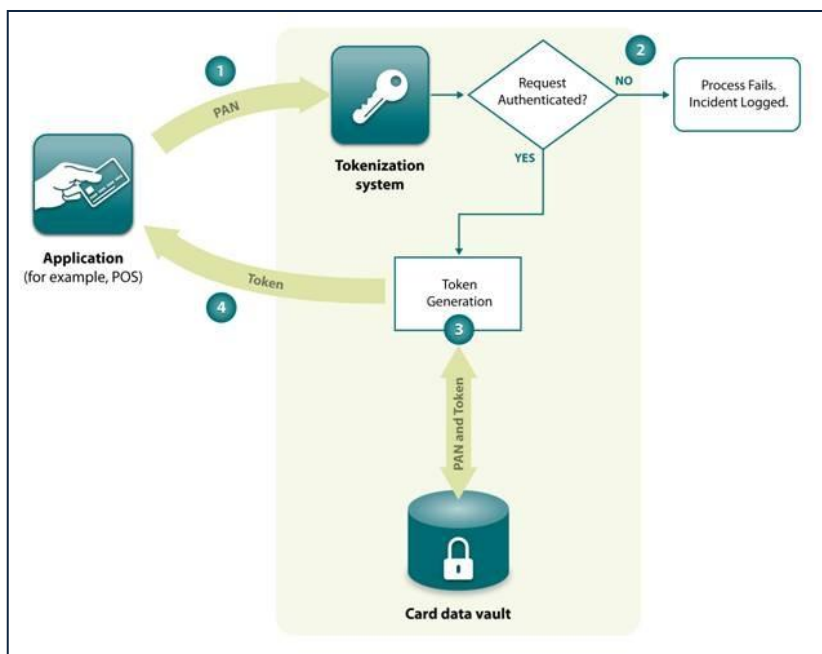 1
PAN
Tokenization
system
Request
Authenticated?
2
NO
Process Fails.
Incident Logged.
YES
Application
(for example, POS)
Token
4
Token
Generation
3
PAN and Token
Card data vault